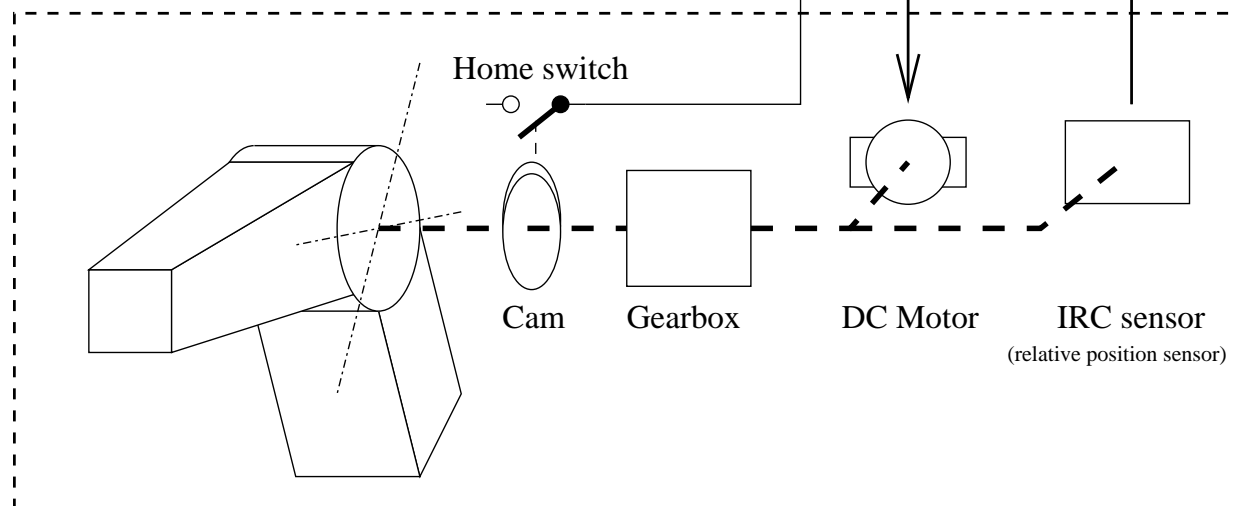 Home switch
Cam
Gearbox
DC Motor
IRC sensor
(relative position sensor)